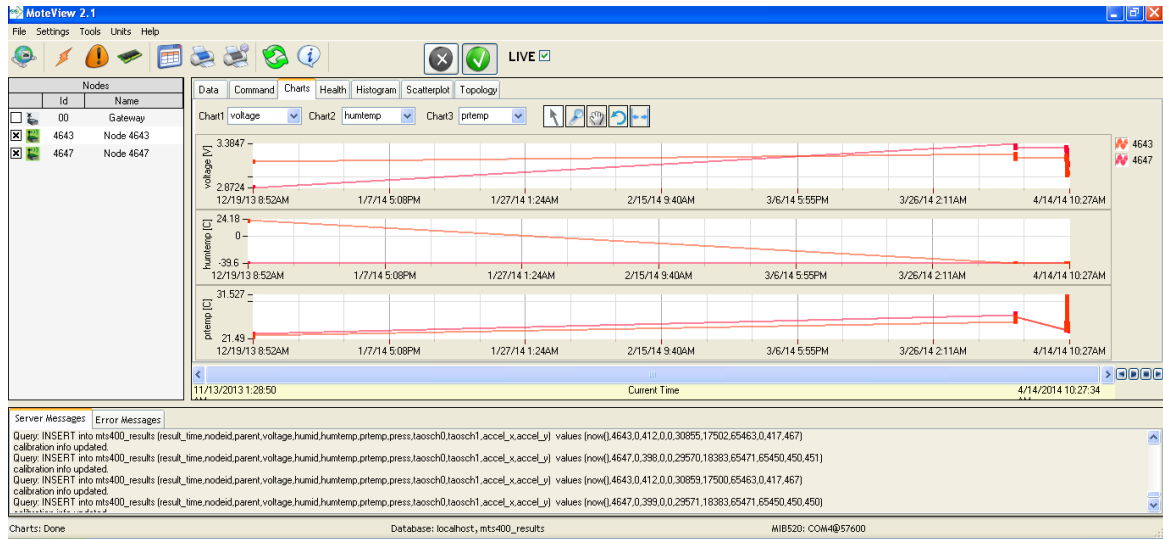 MoteView 2.1
File Settings Tools Units Help
LIVE
Nodes
Id Name
00 Gateway
4643 Node 4643
4647 Node 4647
Data Command Charts Health Histogram Scatterplot Topology
Chart1 voltage Chart2 humtemp Chart3 prtemp
voltage [V]
3.3847
2.8724
12/19/13 8:52AM 1/7/14 5:08PM 1/27/14 1:24AM 2/15/14 9:40AM 3/6/14 5:55PM 3/26/14 2:11AM 4/14/14 10:27AM
4643
4647
humtemp [C]
24.18
0
-39.6
12/19/13 8:52AM 1/7/14 5:08PM 1/27/14 1:24AM 2/15/14 9:40AM 3/6/14 5:55PM 3/26/14 2:11AM 4/14/14 10:27AM
prtemp [C]
31.527
21.49
12/19/13 8:52AM 1/7/14 5:08PM 1/27/14 1:24AM 2/15/14 9:40AM 3/6/14 5:55PM 3/26/14 2:11AM 4/14/14 10:27AM
11/13/2013 1:28:50 Current Time 4/14/2014 10:27:34
Server Messages Error Messages
Query: INSERT into mts400_results (result_time,nodeid,parent,voltage,humid,humtemp,prtemp,press,taosch0,taosch1,accel_x,accel_y) values (now(),4643,0,412,0,0,30855,17502,65463,0,417,467)
calibration info updated.
Query: INSERT into mts400_results (result_time,nodeid,parent,voltage,humid,humtemp,prtemp,press,taosch0,taosch1,accel_x,accel_y) values (now(),4647,0,398,0,0,29570,18383,65471,65450,450,451)
calibration info updated.
Query: INSERT into mts400_results (result_time,nodeid,parent,voltage,humid,humtemp,prtemp,press,taosch0,taosch1,accel_x,accel_y) values (now(),4643,0,412,0,0,30859,17500,65463,0,417,467)
calibration info updated.
Query: INSERT into mts400_results (result_time,nodeid,parent,voltage,humid,humtemp,prtemp,press,taosch0,taosch1,accel_x,accel_y) values (now(),4647,0,399,0,0,29571,18383,65471,65450,450,450)
Charts: Done Database: localhost, mts400_results MIB520: COM4@57600